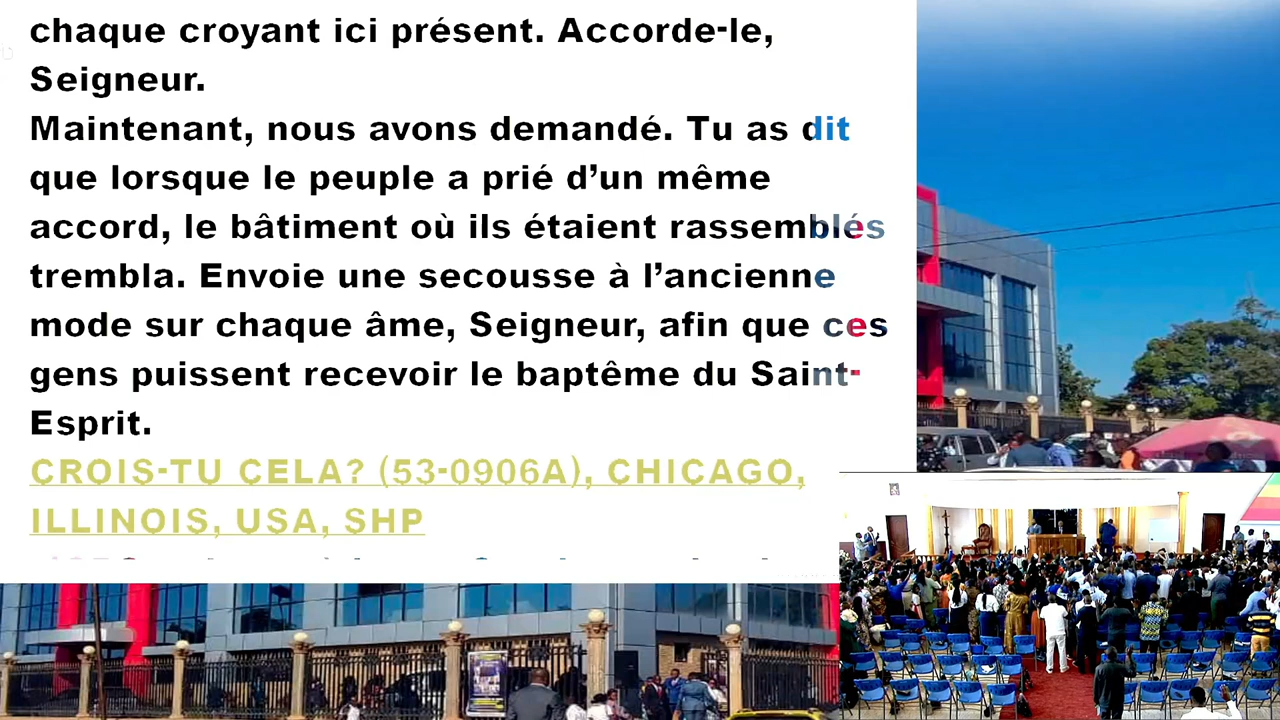 chaque croyant ici présent. Accorde-le,
Seigneur.
Maintenant, nous avons demandé. Tu as dit
que lorsque le peuple a prié d’un même
accord, le bâtiment où ils étaient rassemblés
trembla. Envoie une secousse à l’ancienne
mode sur chaque âme, Seigneur, afin que ces
gens puissent recevoir le baptême du Saint-
Esprit.
CROIS-TU CELA? (53-0906A), CHICAGO,
ILLINOIS, USA, SHP